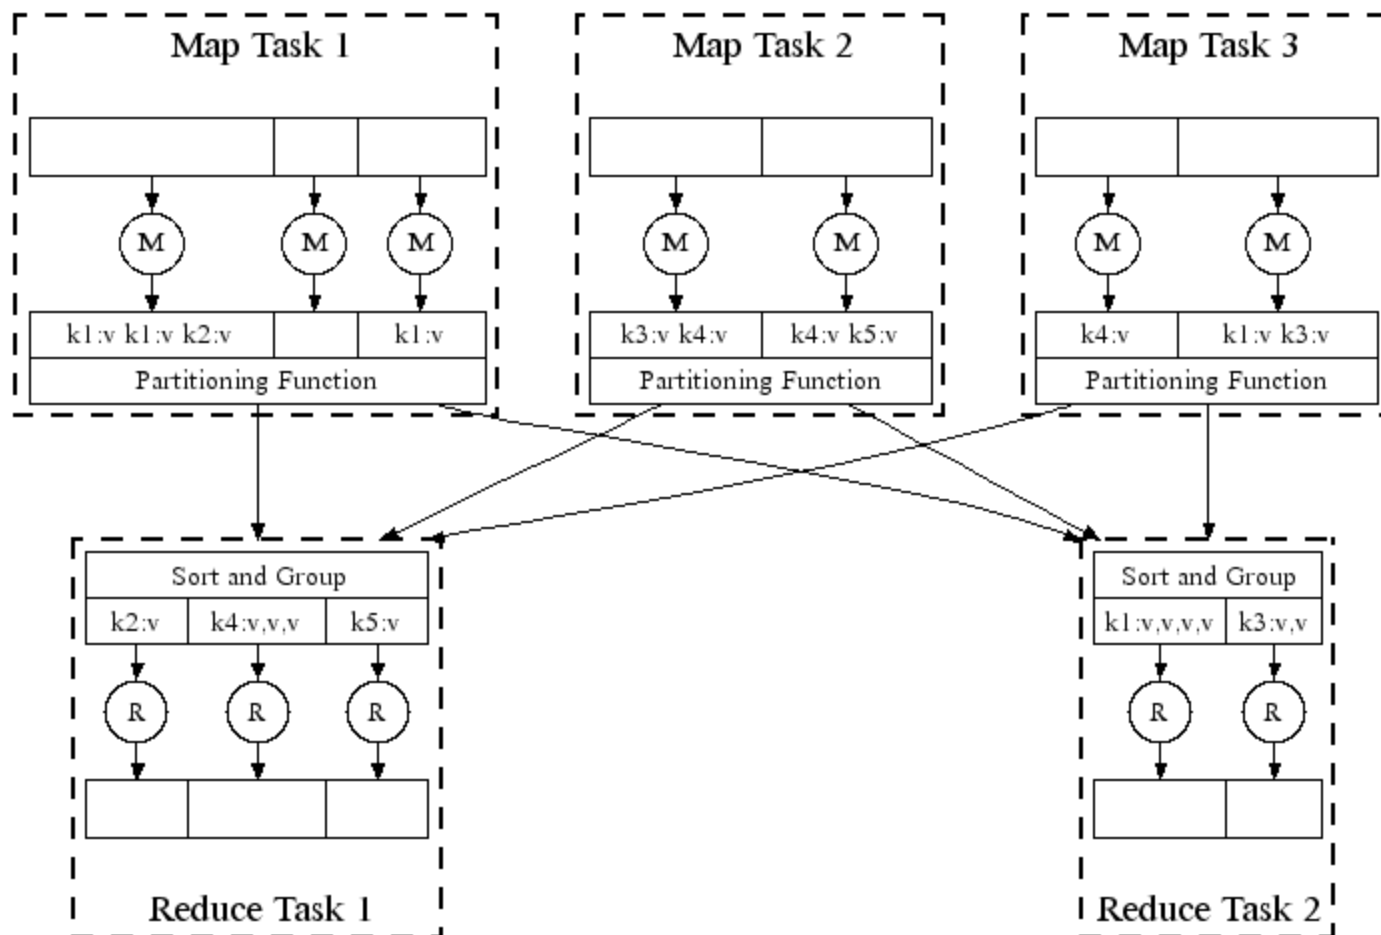 Map Task 1
Map Task 2
Map Task 3
M
M
M
M
M
M
M
k1:v k1:v k2:v
k1:v
k3:v k4:v
k4:v k5:v
k4:v
k1:v k3:v
Partitioning Function
Partitioning Function
Partitioning Function
Sort and Group
Sort and Group
k2:v
k4:v,v,v
k5:v
k1:v,v,v,v
k3:v,v
R
R
R
R
R
Reduce Task 1
Reduce Task 2